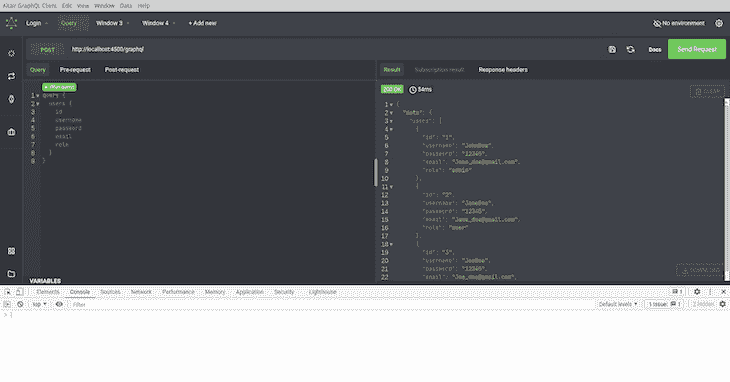 Altair GraphQL Client Edit View Window Data Help
Login Query Window 3 Window 4 + Add new No environment
POST http://localhost:4500/graphql Docs Send Request
Query Pre-request Post-request Result Subscription result Response headers
200 OK 34ms
CLEAR
1 query {
2 users {
3 id
4 username
5 password
6 email
7 role
8 }
9 }
1 {
2 "data": {
3 "users": [
4 {
5 "id": "1",
6 "username": "JohnDoe",
7 "password": "12345",
8 "email":
9 "role": "admin"
10 },
11 {
12 "id": "2",
13 "username": "JaneDoe",
14 "password": "12345",
15 "email": "Jane_doe@gmail.com",
16 "role": "user"
17 },
18 {
19 "id": "3",
20 "username": "JoeDoe",
21 "password": "12345",
22 "email": "Joe_doe@gmail.com",
DOWNLOAD
VARIABLES
Elements Console Sources Network Performance Memory Application Security Lighthouse 1
top Filter Default levels 1 Issue: 1 2 hidden